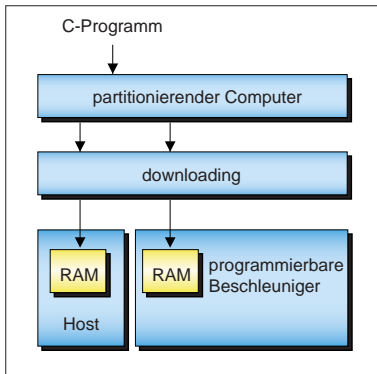 C-Programm
partitionierender Computer
downloading
RAM
Host
RAM
programmierbare
Beschleuniger